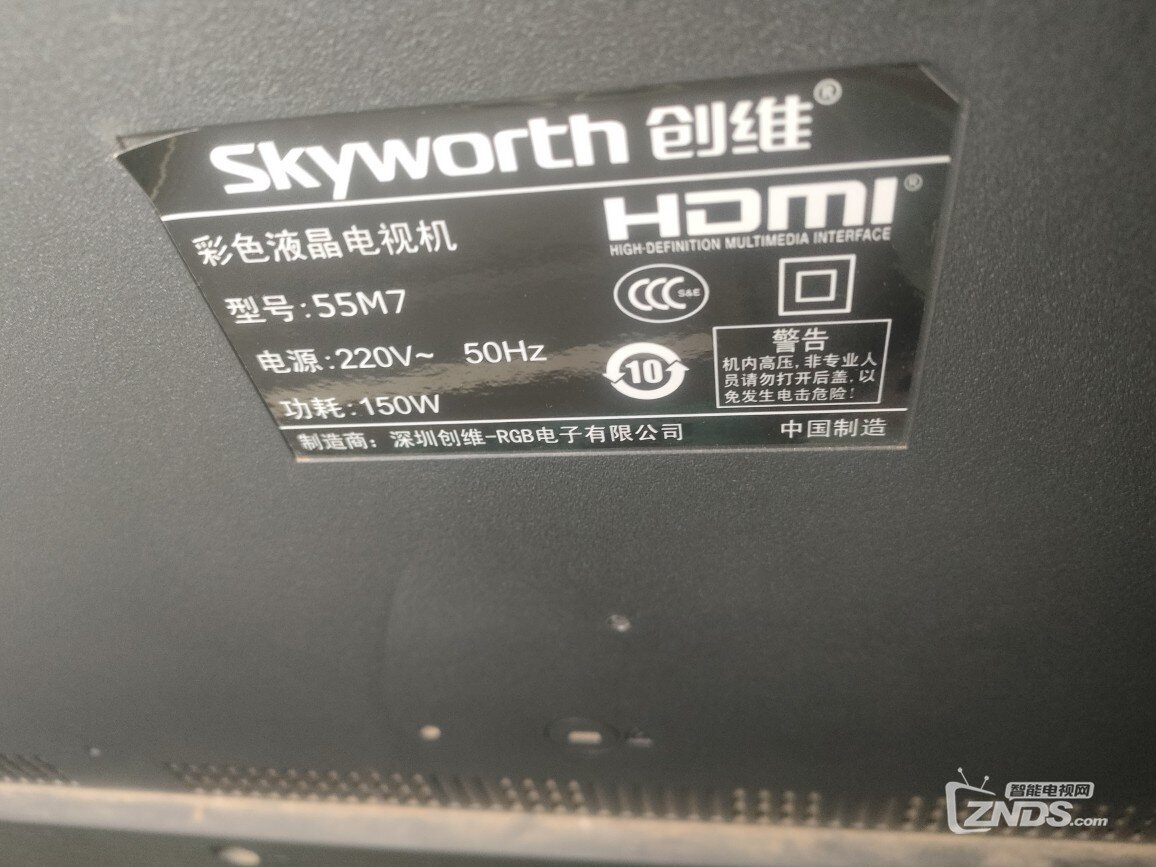 Skyworth 创维®
HDMI®
HIGH-DEFINITION MULTIMEDIA INTERFACE
彩色液晶电视机
型号:55M7
CCC S&E
电源:220V~ 50Hz
10
警告
机内高压,非专业人
员请勿打开后盖,以
免发生电击危险!
功耗:150W
制造商: 深圳创维-RGB电子有限公司
中国制造
智能电视网
ZNDS.com